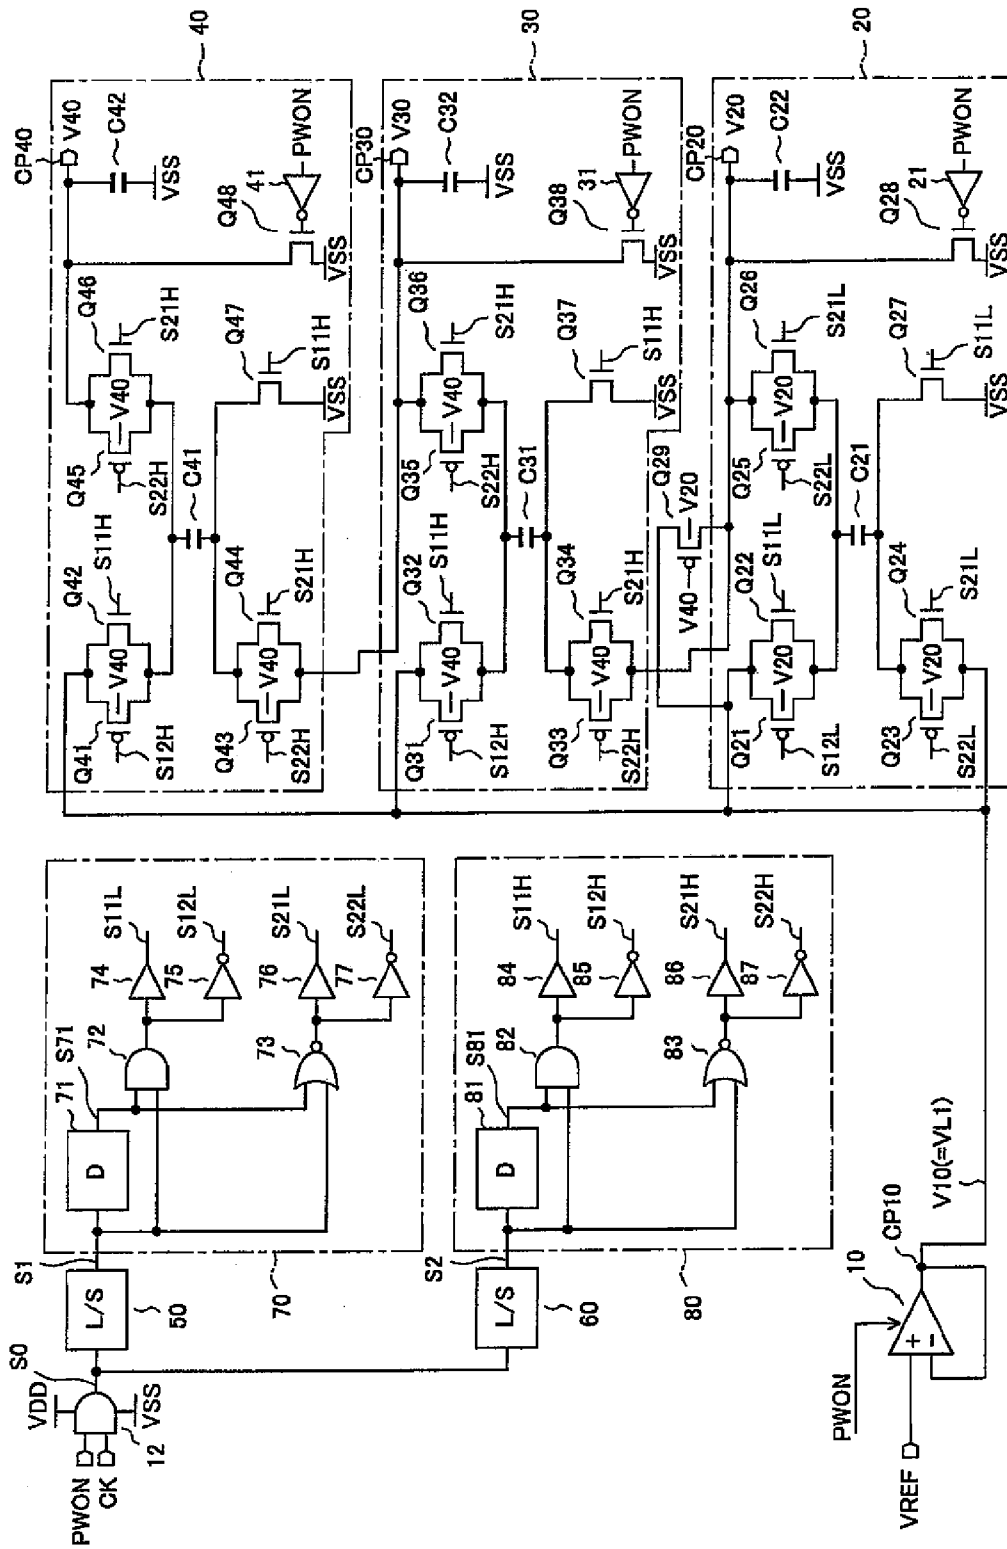 PWON
CK
12
VDD
VSS
S0
L/S
50
S1
L/S
60
S2
70
D
71
S71
72
73
74
S11L
75
S12L
76
S21L
77
S22L
80
D
81
S81
82
83
84
S11H
85
S12H
86
S21H
87
S22H
VREF
PWON
+
-
10
CP10
V10(=VL1)
40
Q41
V40
S12H
Q42
S11H
Q43
V40
S22H
Q44
S21H
C41
Q45
V40
S22H
Q46
S21H
Q47
S11H
VSS
Q48
41
PWON
VSS
CP40
V40
C42
VSS
30
Q31
V40
S12H
Q32
S11H
Q33
V40
S22H
Q34
S21H
C31
Q35
V40
S22H
Q36
S21H
Q37
S11H
VSS
Q38
31
PWON
VSS
CP30
V30
C32
VSS
Q29
V20
V40
20
Q21
V20
S12L
Q22
S11L
Q23
V20
S22L
Q24
S21L
C21
Q25
V20
S22L
Q26
S21L
Q27
S11L
VSS
Q28
21
PWON
VSS
CP20
V20
C22
VSS